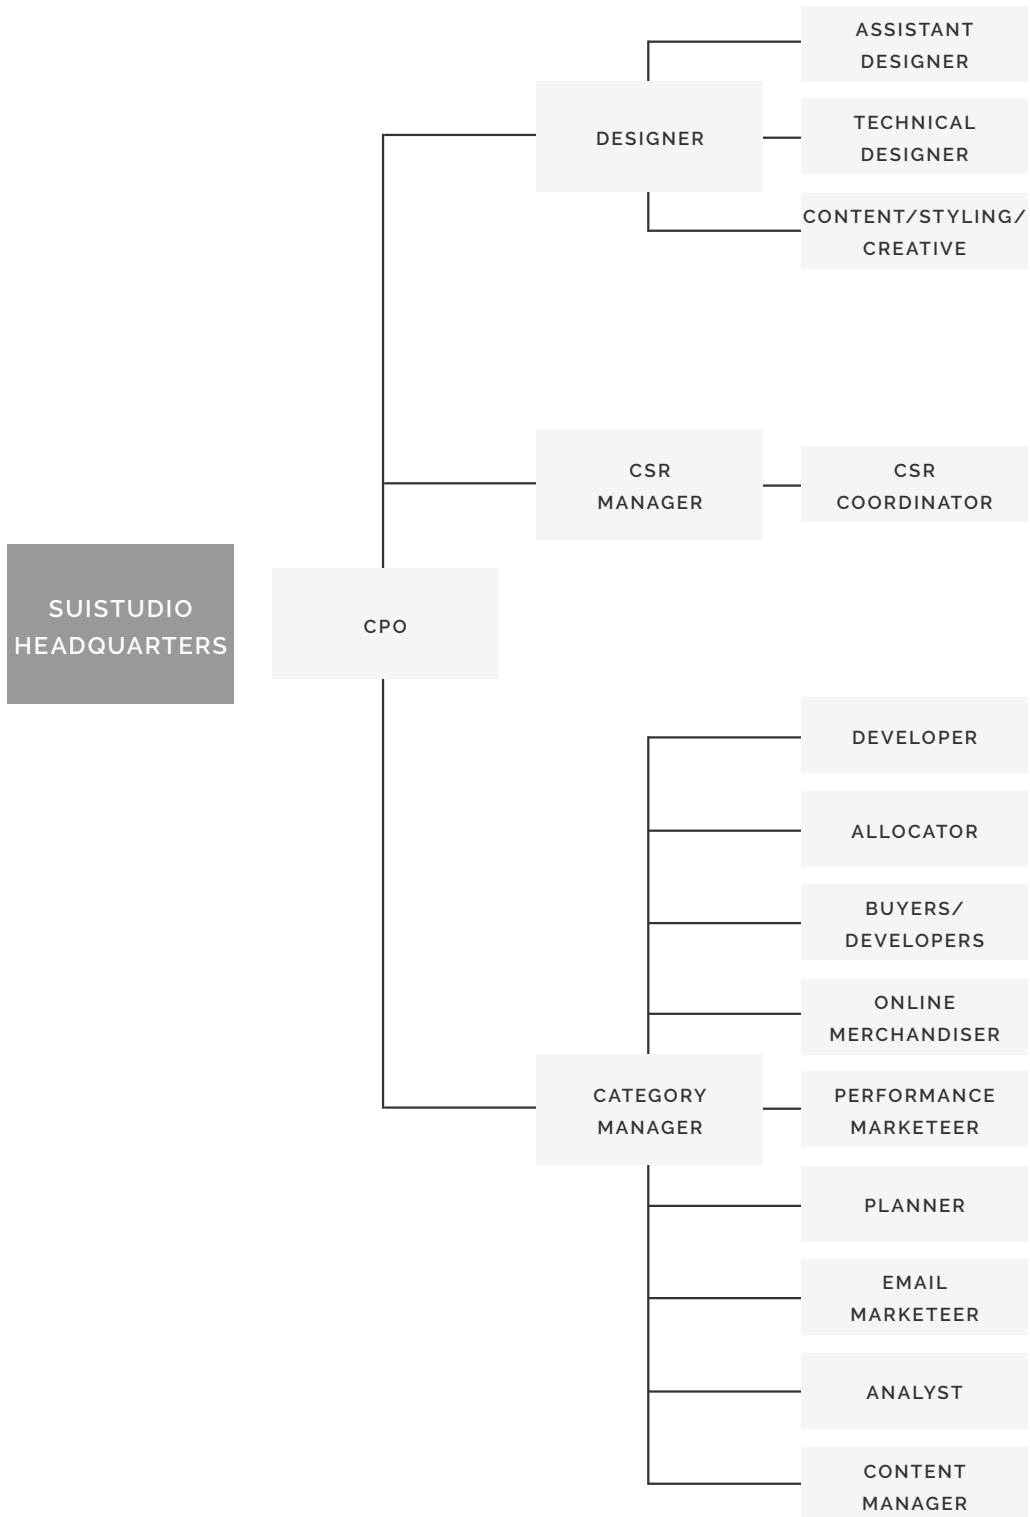 ASSISTANT
DESIGNER
TECHNICAL
DESIGNER
DESIGNER
CONTENT/STYLING/
CREATIVE
CSR
MANAGER
CSR
COORDINATOR
SUISTUDIO
HEADQUARTERS
CPO
DEVELOPER
ALLOCATOR
BUYERS/
DEVELOPERS
ONLINE
MERCHANDISER
CATEGORY
MANAGER
PERFORMANCE
MARKETEER
PLANNER
EMAIL
MARKETEER
ANALYST
CONTENT
MANAGER